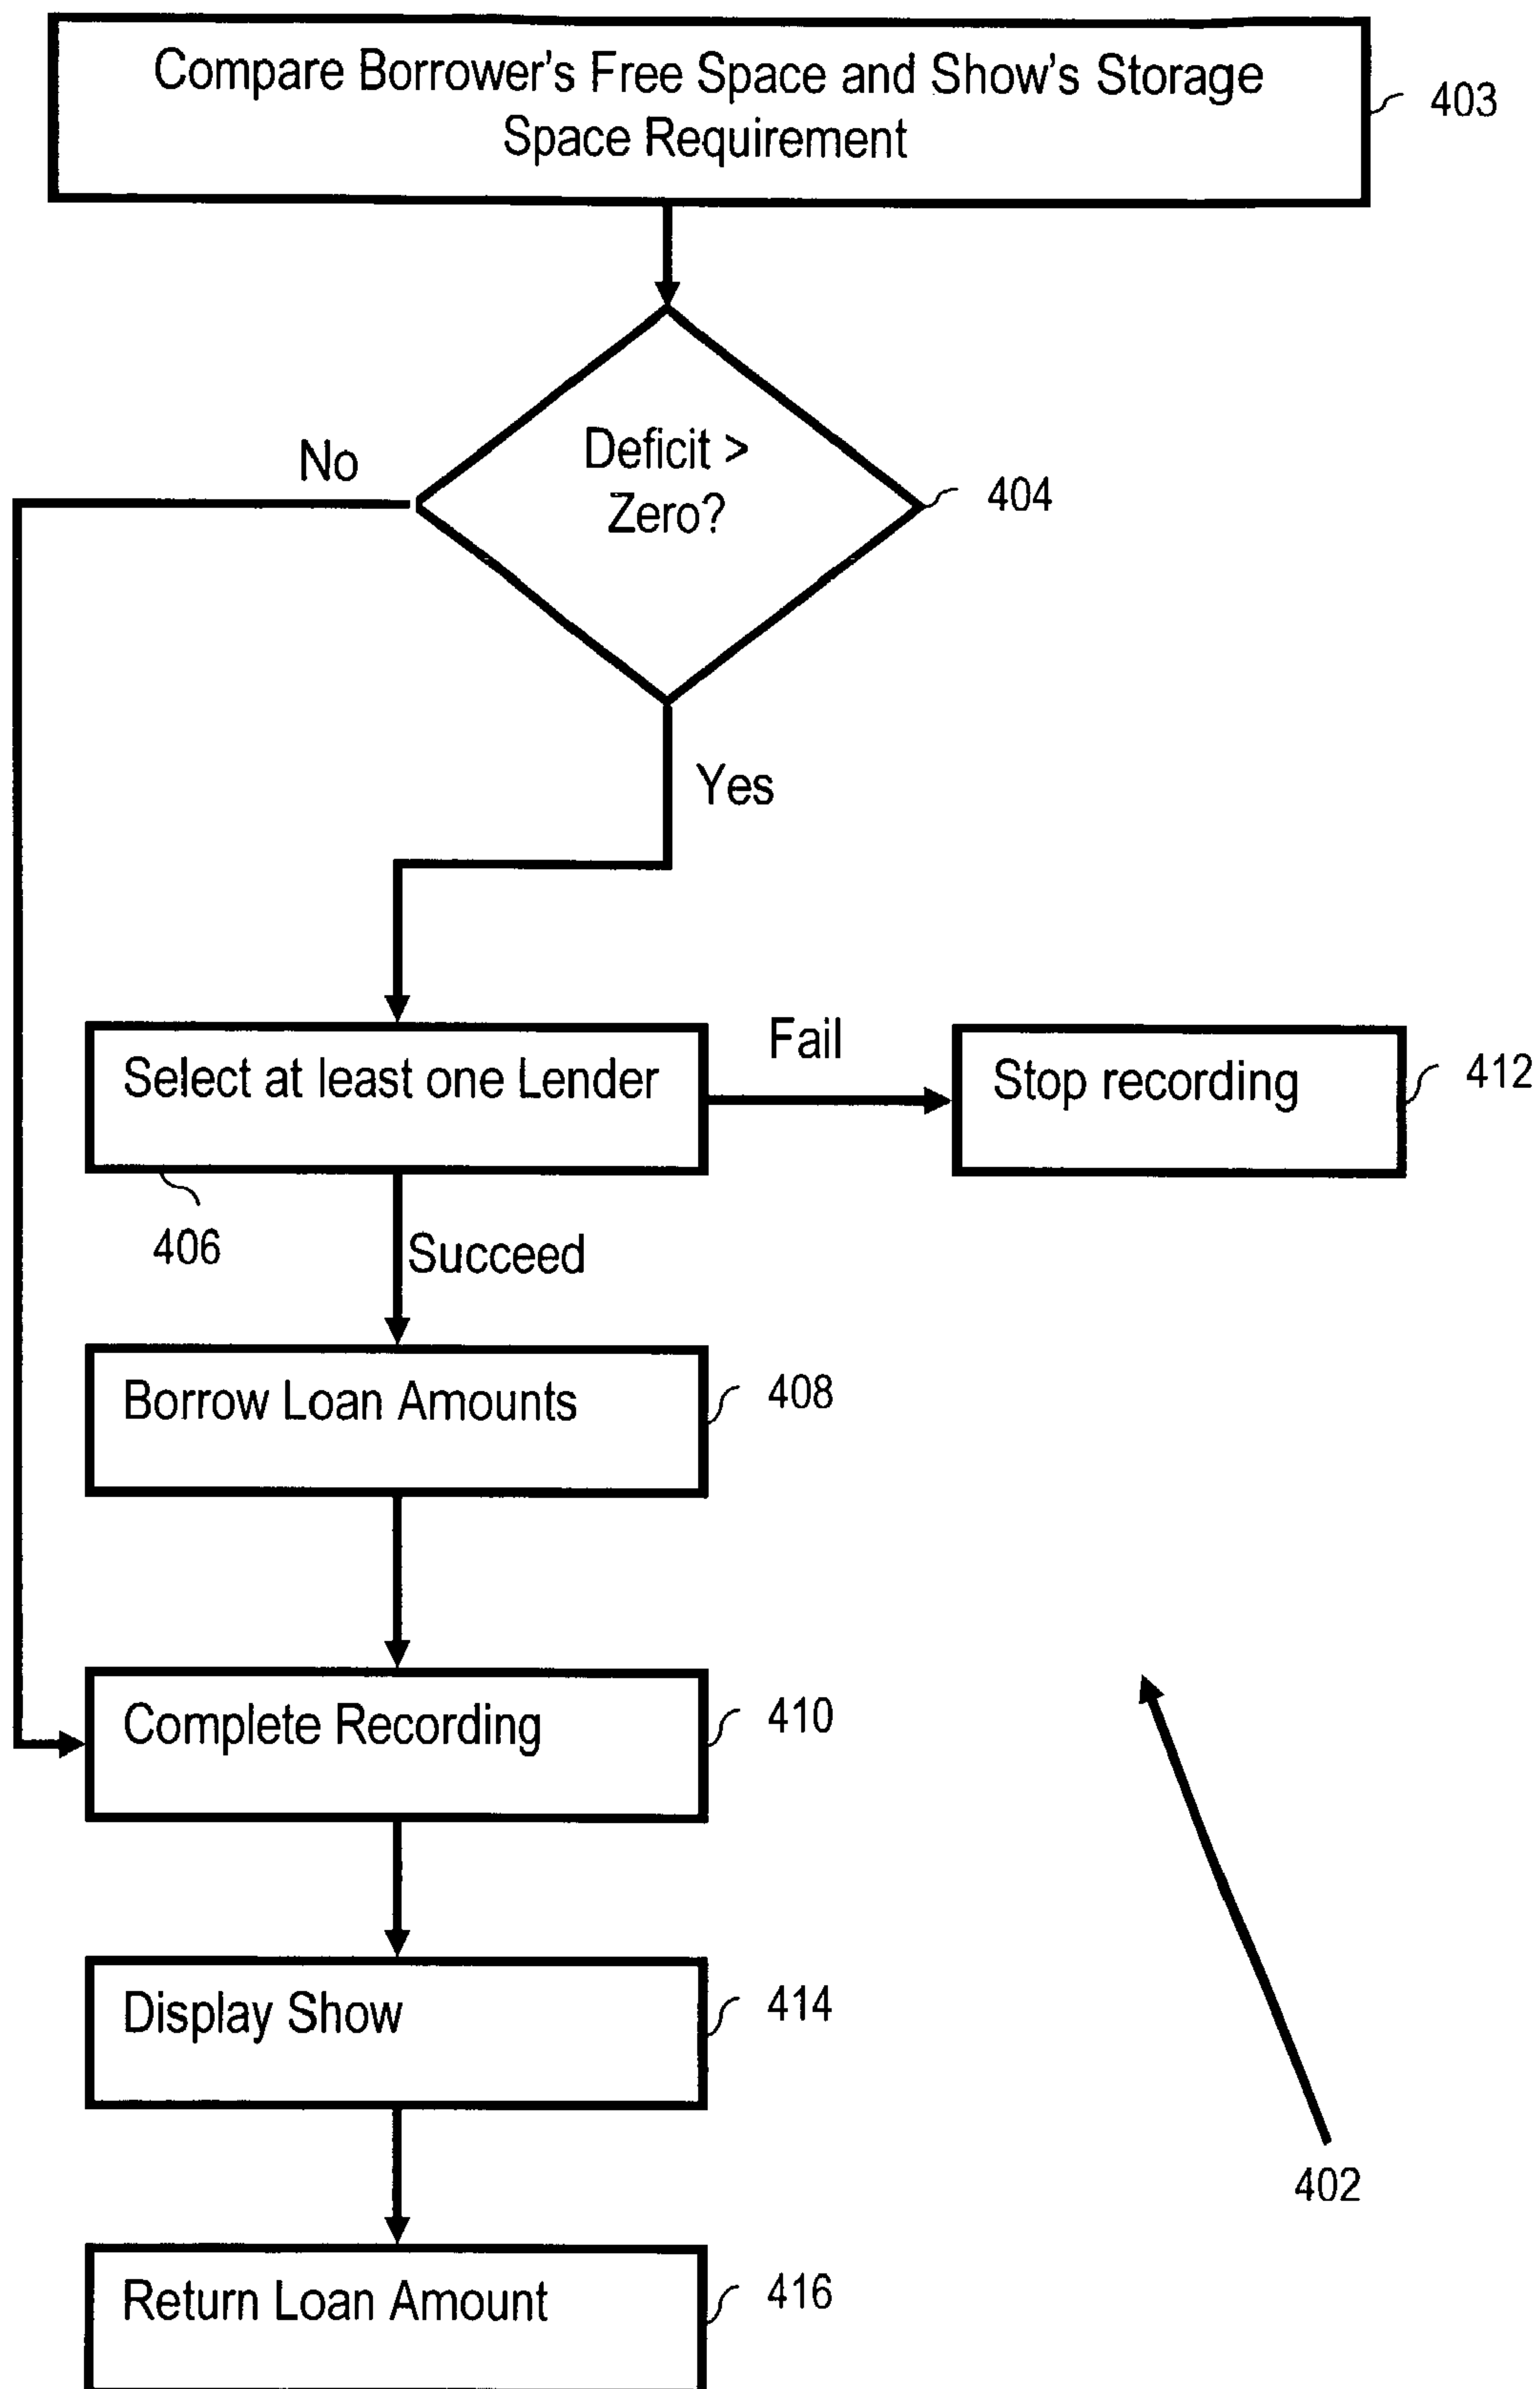 Compare Borrower's Free Space and Show's Storage
Space Requirement
403
Deficit >
Zero?
No
404
Yes
Select at least one Lender
Fail
Stop recording
412
406
Succeed
Borrow Loan Amounts
408
Complete Recording
410
Display Show
414
402
Return Loan Amount
416